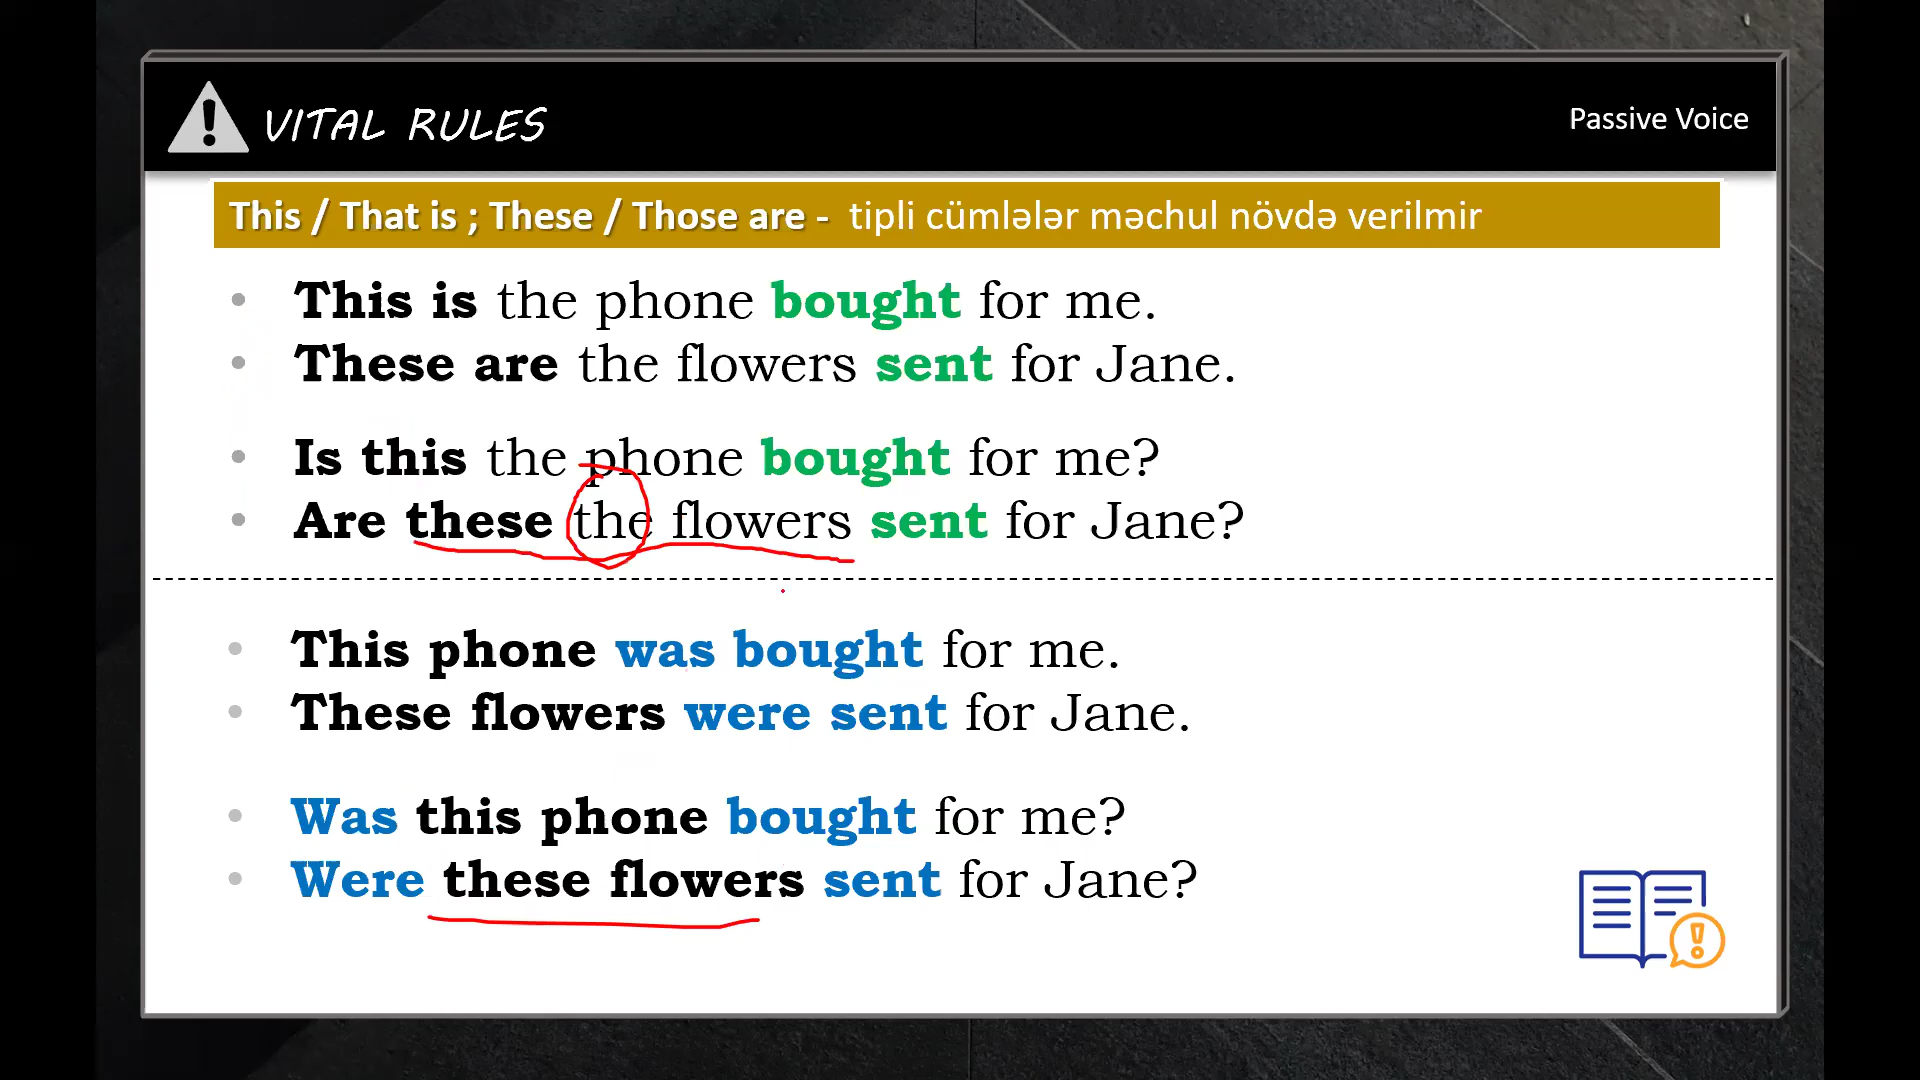 VITAL RULES
Passive Voice
This / That is ; These / Those are - tipli cümlələr məchul növdə verilmir
• This is the phone bought for me.
• These are the flowers sent for Jane.
• Is this the phone bought for me?
• Are these the flowers sent for Jane?
• This phone was bought for me.
• These flowers were sent for Jane.
• Was this phone bought for me?
• Were these flowers sent for Jane?